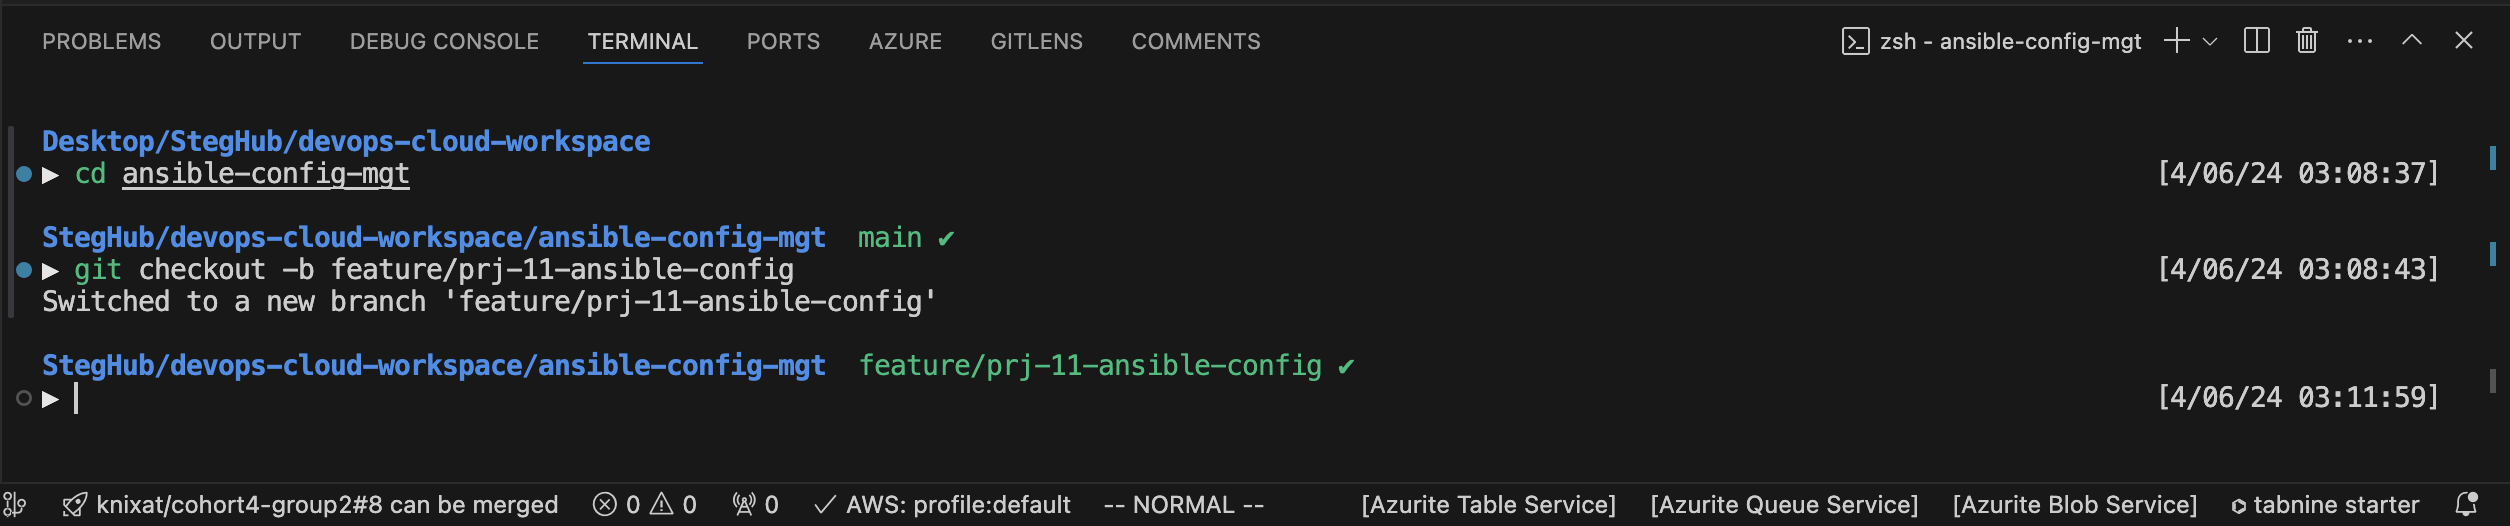 PROBLEMS OUTPUT DEBUG CONSOLE TERMINAL PORTS AZURE GITLENS COMMENTS zsh - ansible-config-mgt
Desktop/StegHub/devops-cloud-workspace
▶ cd ansible-config-mgt [4/06/24 03:08:37]
StegHub/devops-cloud-workspace/ansible-config-mgt main ✔
▶ git checkout -b feature/prj-11-ansible-config [4/06/24 03:08:43]
Switched to a new branch 'feature/prj-11-ansible-config'
StegHub/devops-cloud-workspace/ansible-config-mgt feature/prj-11-ansible-config ✔
▶ [4/06/24 03:11:59]
knixat/cohort4-group2#8 can be merged 0 0 0 AWS: profile:default -- NORMAL -- [Azurite Table Service] [Azurite Queue Service] [Azurite Blob Service] tabnine starter